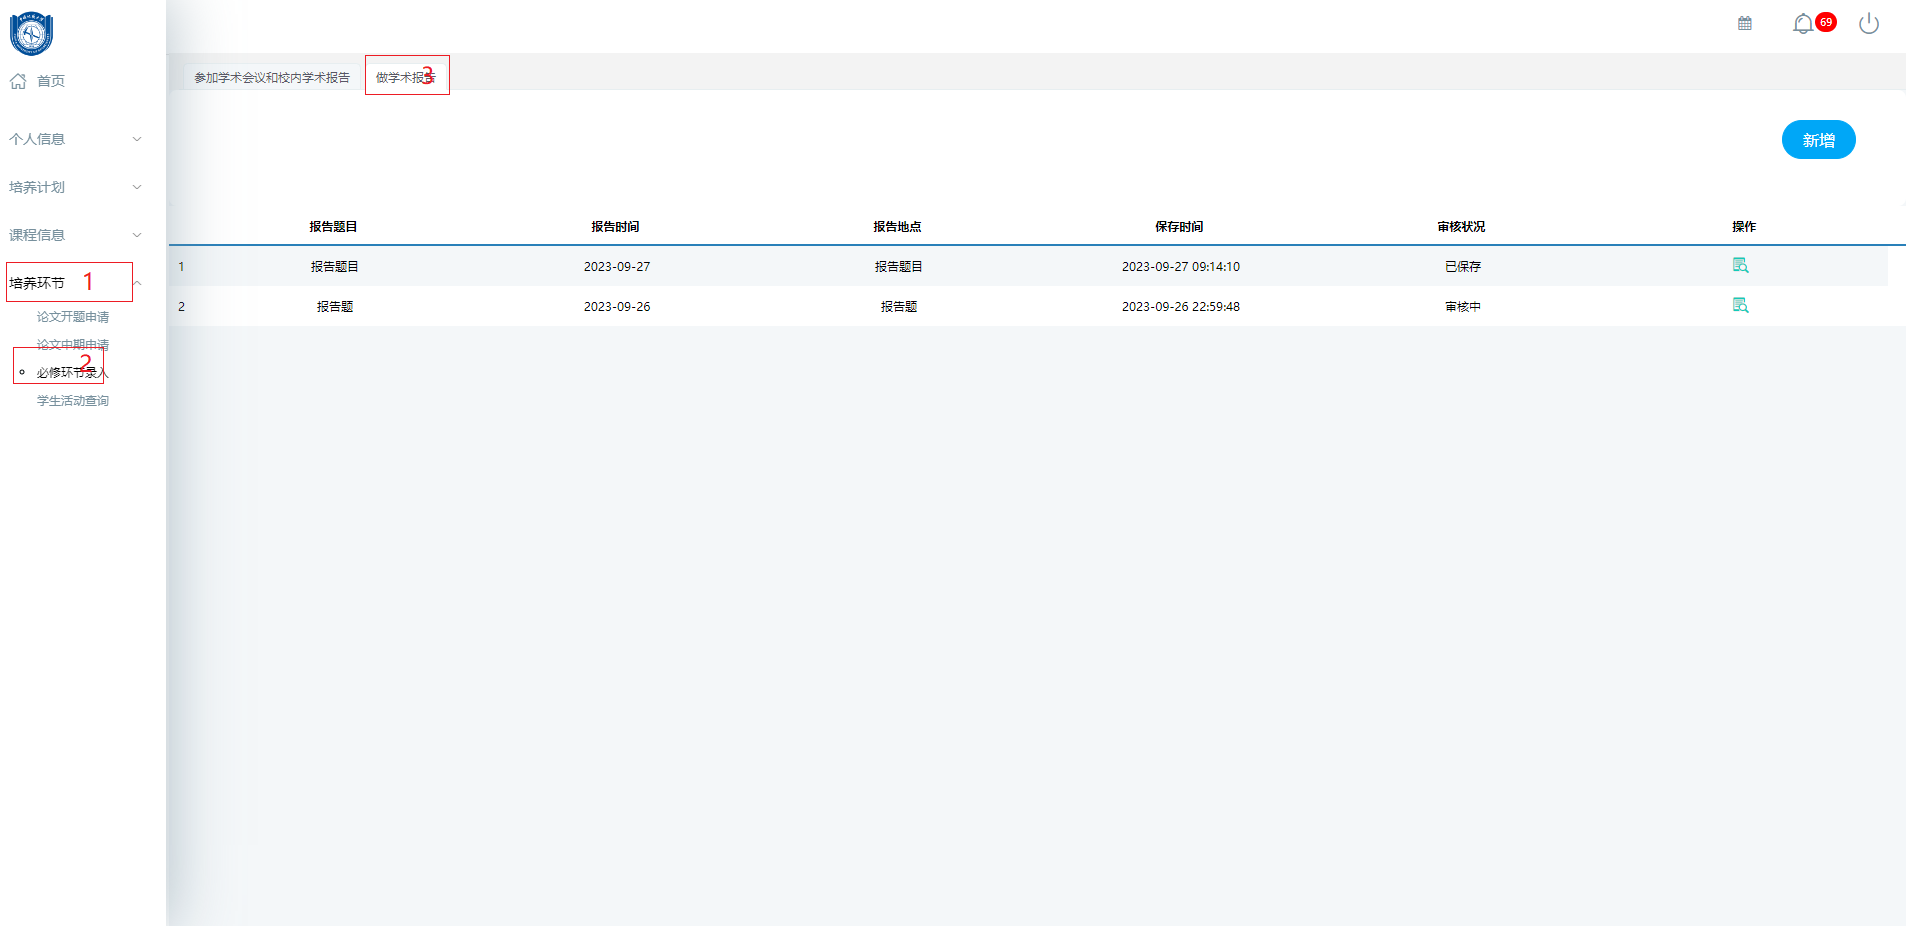 69
首页
个人信息
培养计划
课程信息
培养环节 1
论文开题申请
论文中期申请
2
必修环节录入
学生活动查询
参加学术会议和校内学术报告 做学术报告 3
新增
报告题目 报告时间 报告地点 保存时间 审核状况 操作
1 报告题目 2023-09-27 报告题目 2023-09-27 09:14:10 已保存
2 报告题 2023-09-26 报告题 2023-09-26 22:59:48 审核中